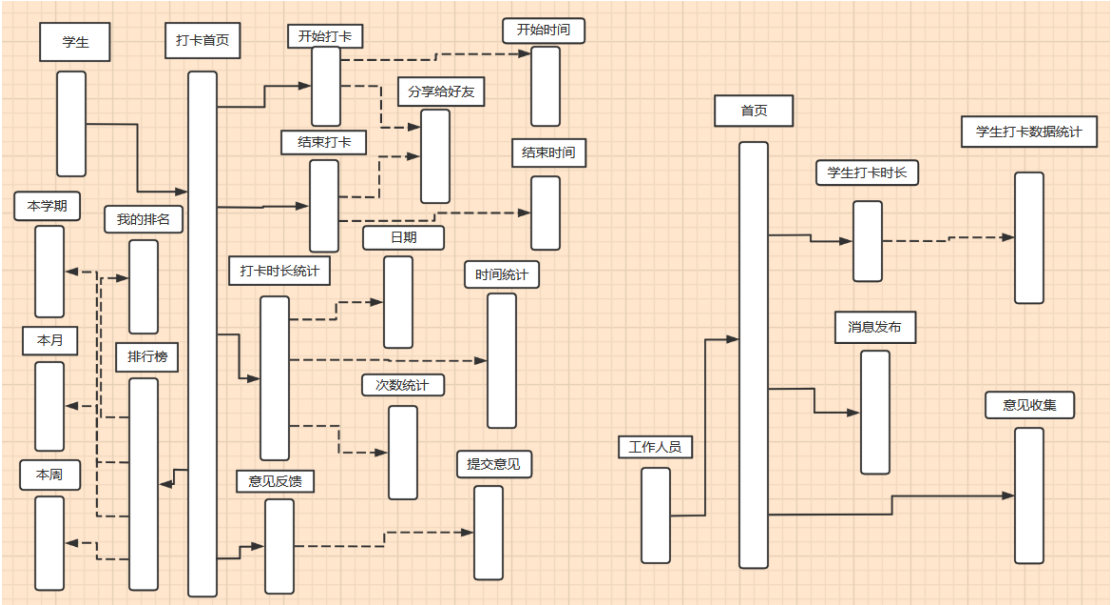 学生
打卡首页
开始打卡
开始时间
分享给好友
结束打卡
结束时间
本学期
我的排名
日期
打卡时长统计
时间统计
本月
排行榜
次数统计
本周
意见反馈
提交意见
首页
学生打卡数据统计
学生打卡时长
消息发布
意见收集
工作人员